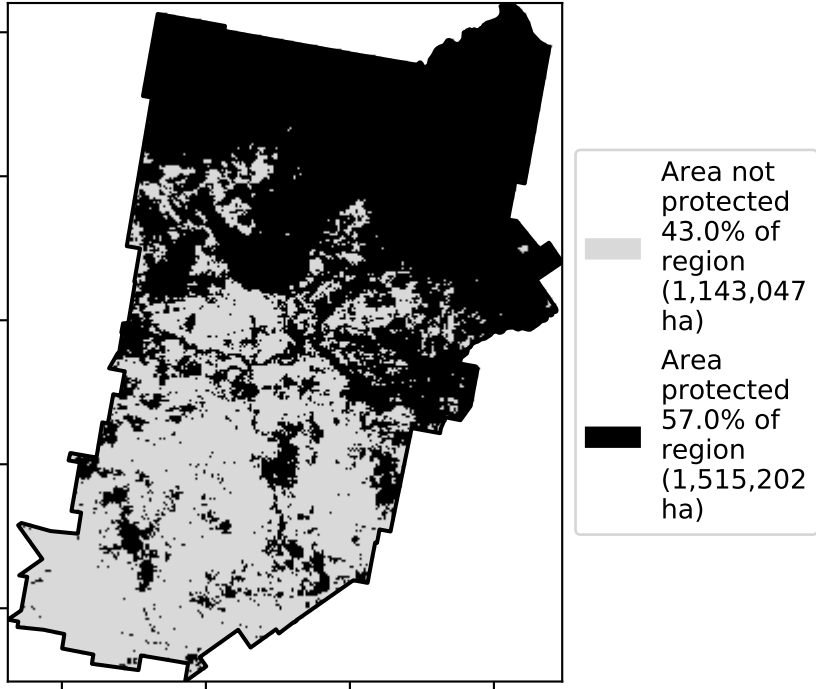 Area not
protected
43.0% of
region
(1,143,047
ha)
Area
protected
57.0% of
region
(1,515,202
ha)